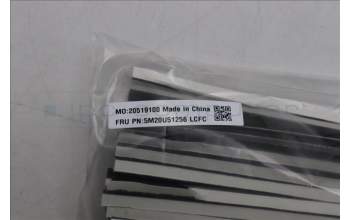 MO:20519100 Made in China
FRU PN:5M20U51256 LCFC